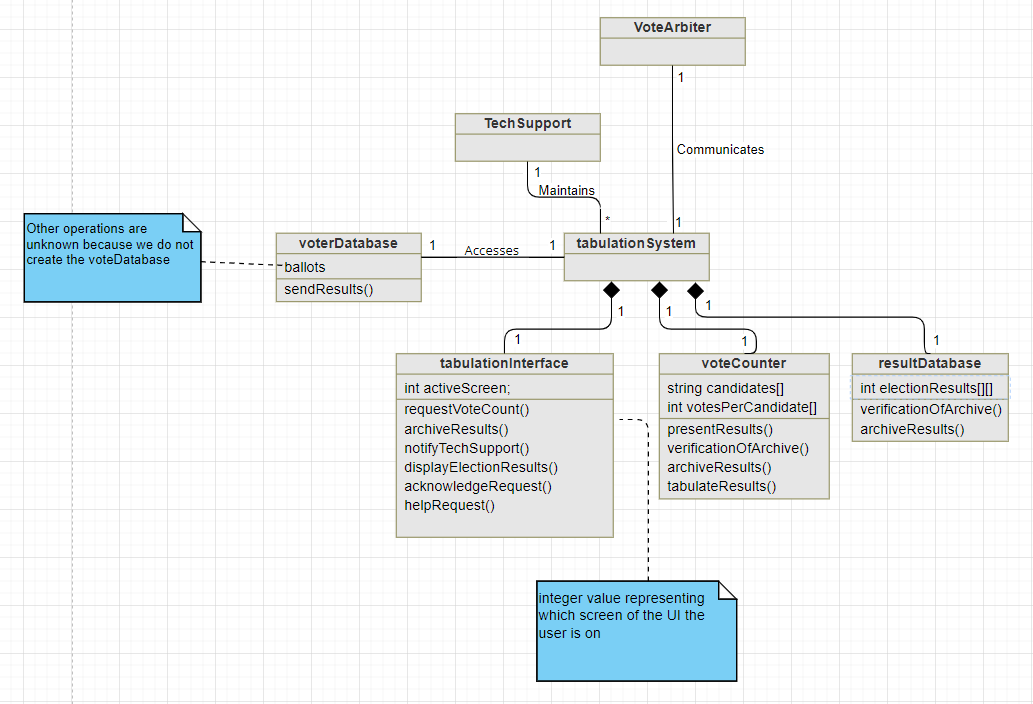 VoteArbiter
1
Communicates
1
TechSupport
1
Maintains
*
Other operations are
unknown because we do not
create the voteDatabase
voterDatabase
ballots
sendResults()
1
Accesses
1
tabulationSystem
1
1
1
1
1
1
tabulationInterface
int activeScreen;
requestVoteCount()
archiveResults()
notifyTechSupport()
displayElectionResults()
acknowledgeRequest()
helpRequest()
voteCounter
string candidates[]
int votesPerCandidate[]
presentResults()
verificationOfArchive()
archiveResults()
tabulateResults()
resultDatabase
int electionResults[][]
verificationOfArchive()
archiveResults()
integer value representing
which screen of the UI the
user is on